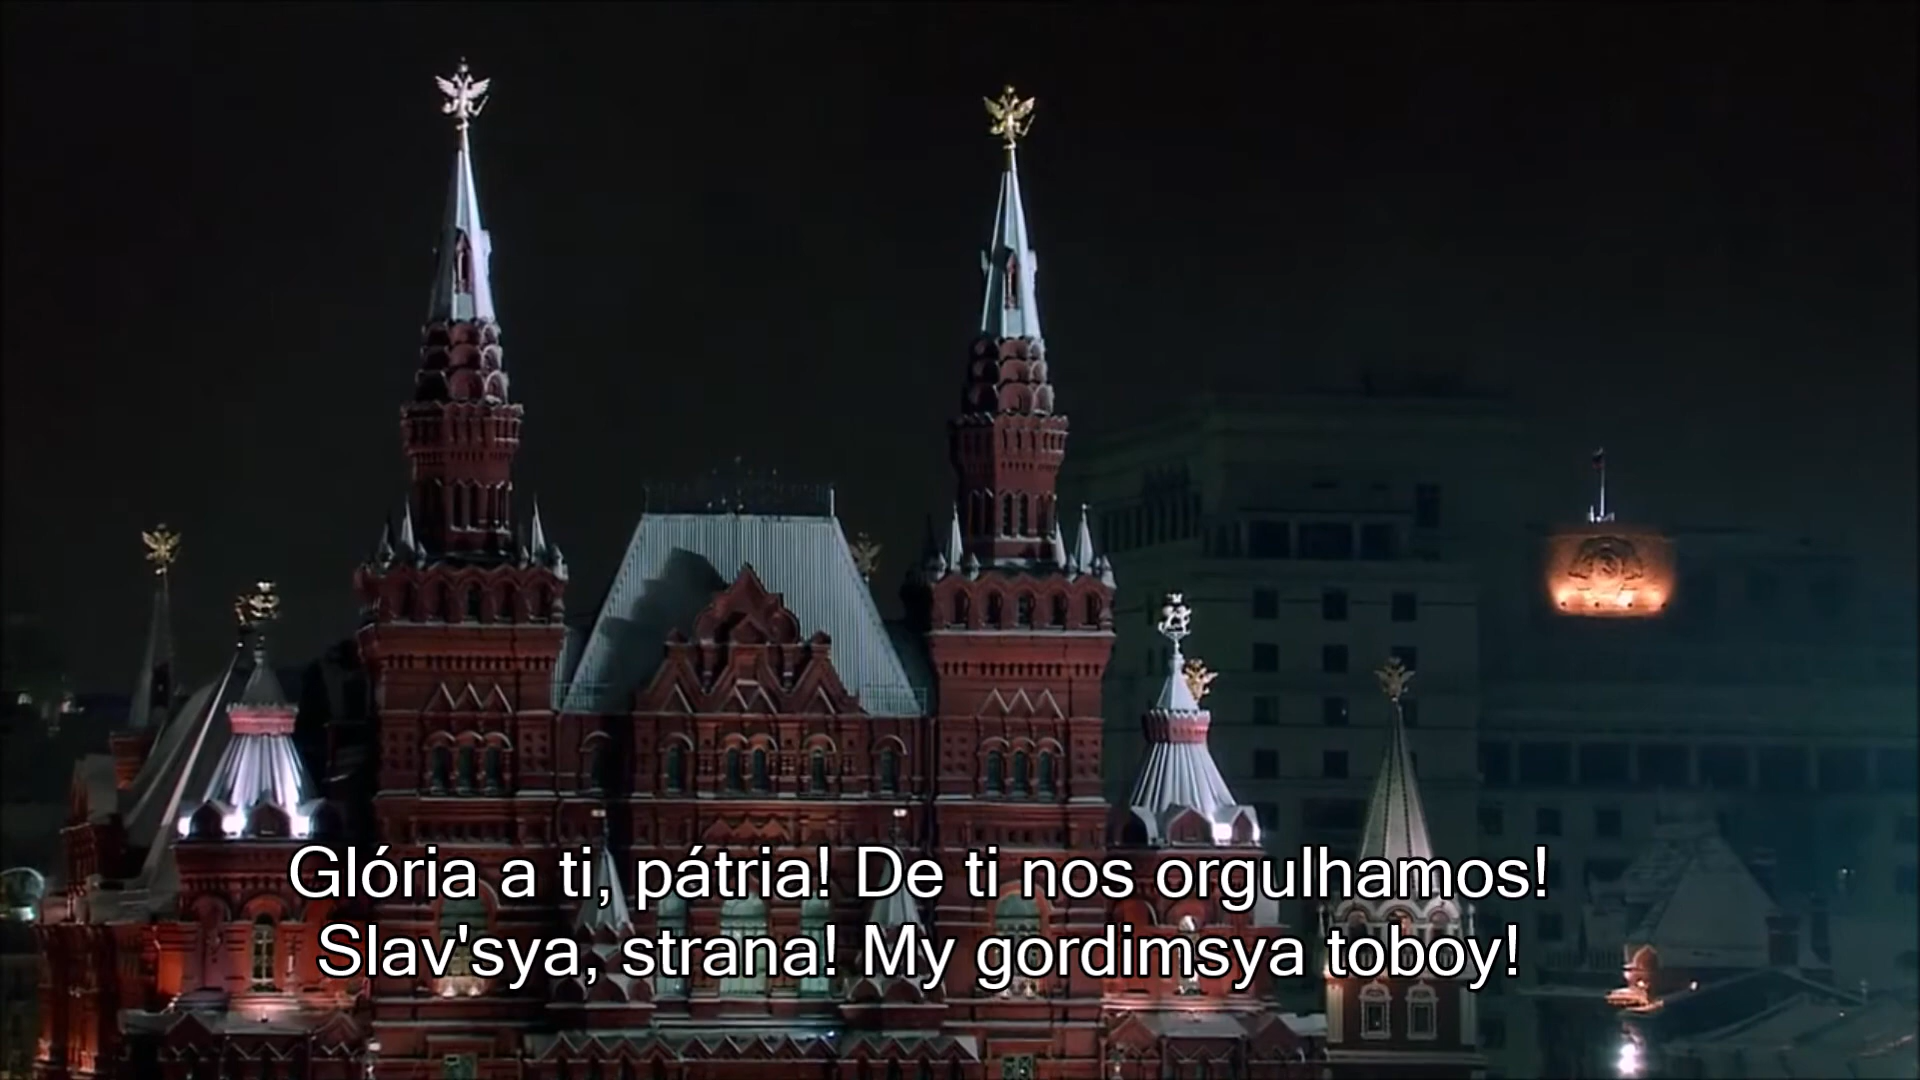 Glória a ti, pátria! De ti nos orgulhamos!
Slav'sya, strana! My gordimsya toboy!